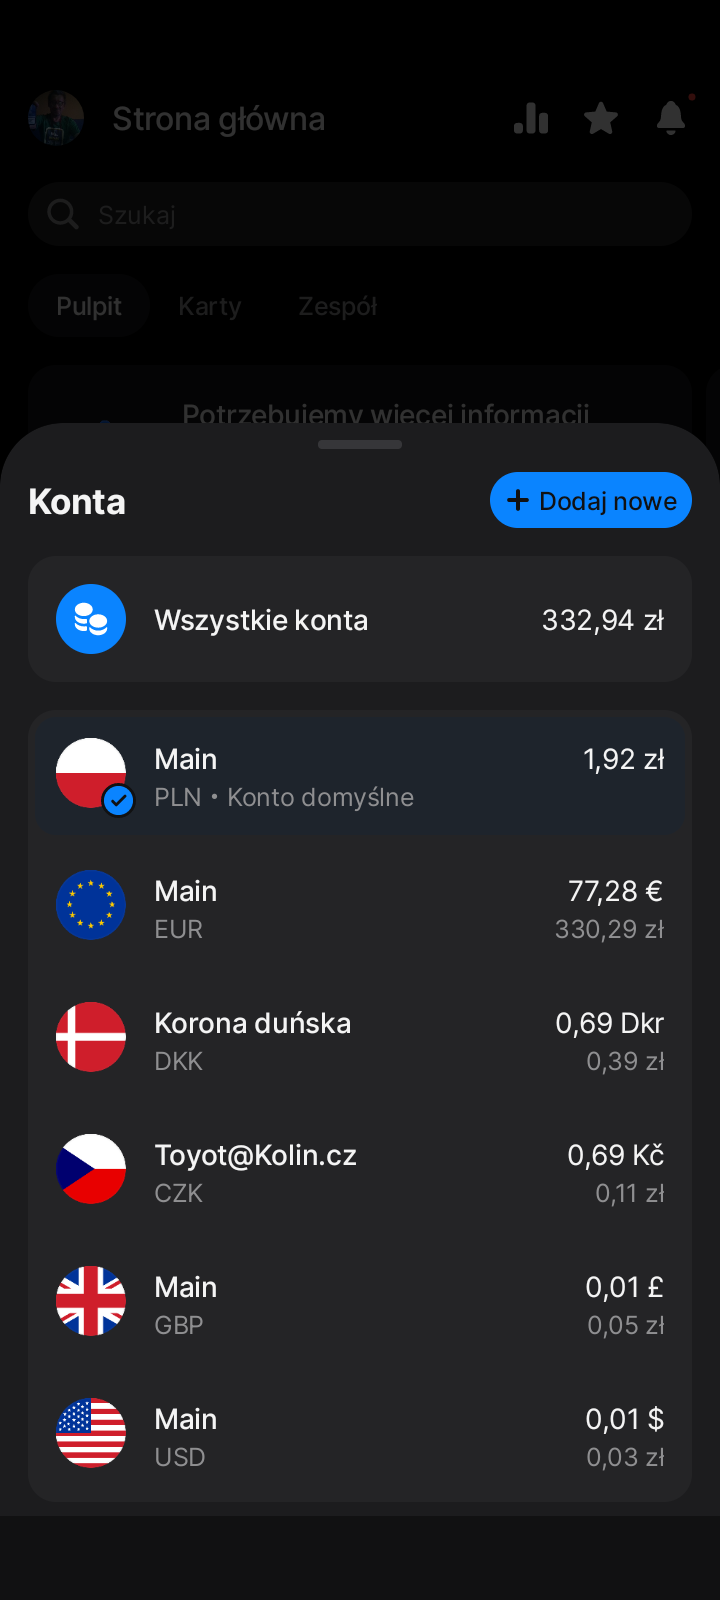 Strona główna
Szukaj
Pulpit Karty Zespół
Potrzebujemy więcej informacji
Konta
Dodaj nowe
Wszystkie konta 332,94 zł
Main 1,92 zł
PLN • Konto domyślne
Main 77,28 €
EUR 330,29 zł
Korona duńska 0,69 Dkr
DKK 0,39 zł
Toyot@Kolin.cz 0,69 Kč
CZK 0,11 zł
Main 0,01 £
GBP 0,05 zł
Main 0,01 $
USD 0,03 zł